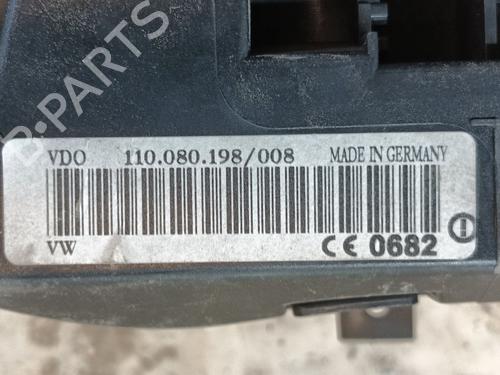 B-PARTS
VDO 110.080.198/008 MADE IN GERMANY
VW CE 0682